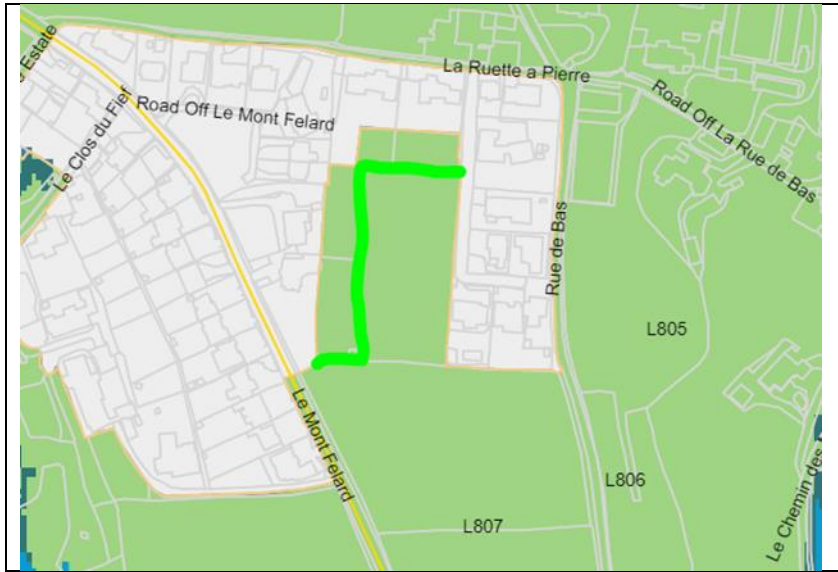 La Ruette a Pierre
Estate
Road Off Le Mont Felard
Road Off La Rue de Bas
Le Clos du Fief
Rue de Bas
L805
Le Mont Felard
L806
L807
Le Chemin des